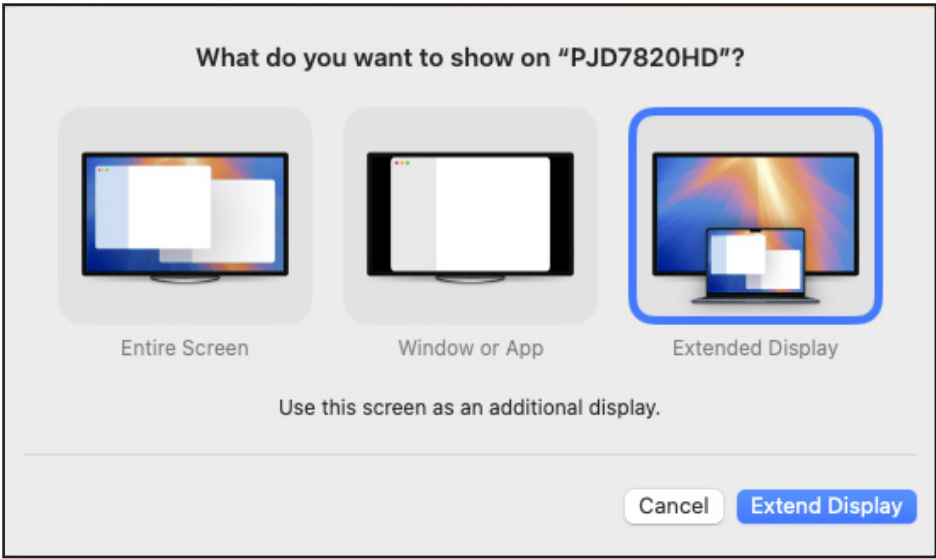 What do you want to show on “PJD7820HD”?
Entire Screen
Window or App
Extended Display
Use this screen as an additional display.
Cancel
Extend Display